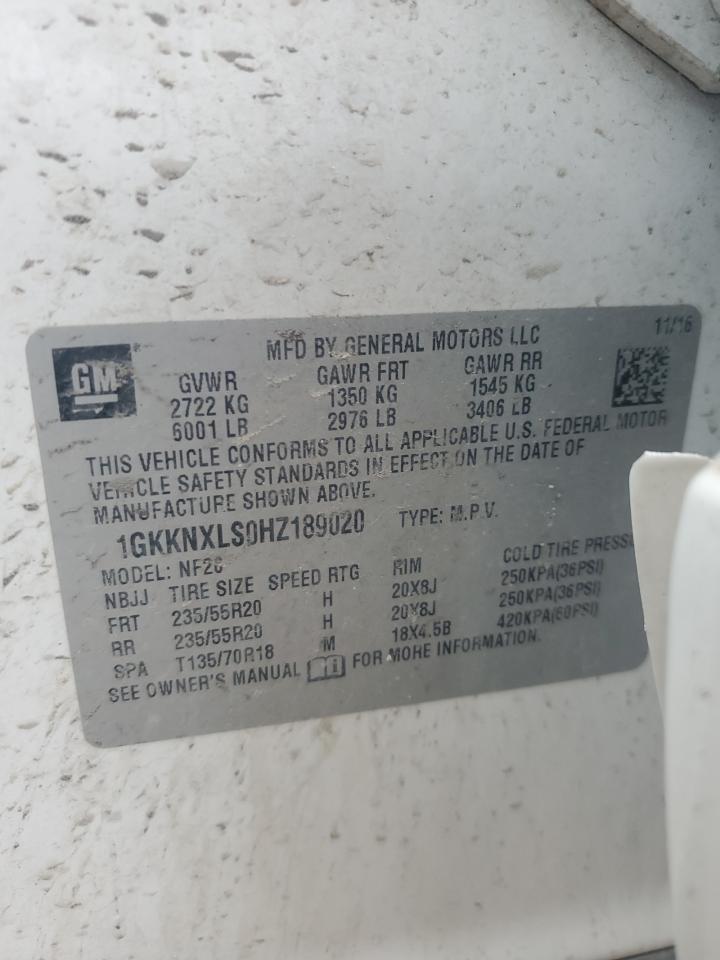 MFD BY GENERAL MOTORS LLC 11/16
GM
GVWR GAWR FRT GAWR RR
2722 KG 1350 KG 1545 KG
6001 LB 2976 LB 3406 LB
THIS VEHICLE CONFORMS TO ALL APPLICABLE U.S. FEDERAL MOTOR
VEHICLE SAFETY STANDARDS IN EFFECT ON THE DATE OF
MANUFACTURE SHOWN ABOVE.
1GKKNXLS0HZ189020 TYPE: M.P.V.
MODEL: NF26
NBJJ TIRE SIZE SPEED RTG RIM COLD TIRE PRESSU
FRT 235/55R20 H 20X8J 250KPA(36PSI)
RR 235/55R20 H 20X8J 250KPA(36PSI)
SPA T135/70R18 M 18X4.5B 420KPA(60PSI)
SEE OWNER'S MANUAL FOR MORE INFORMATION.